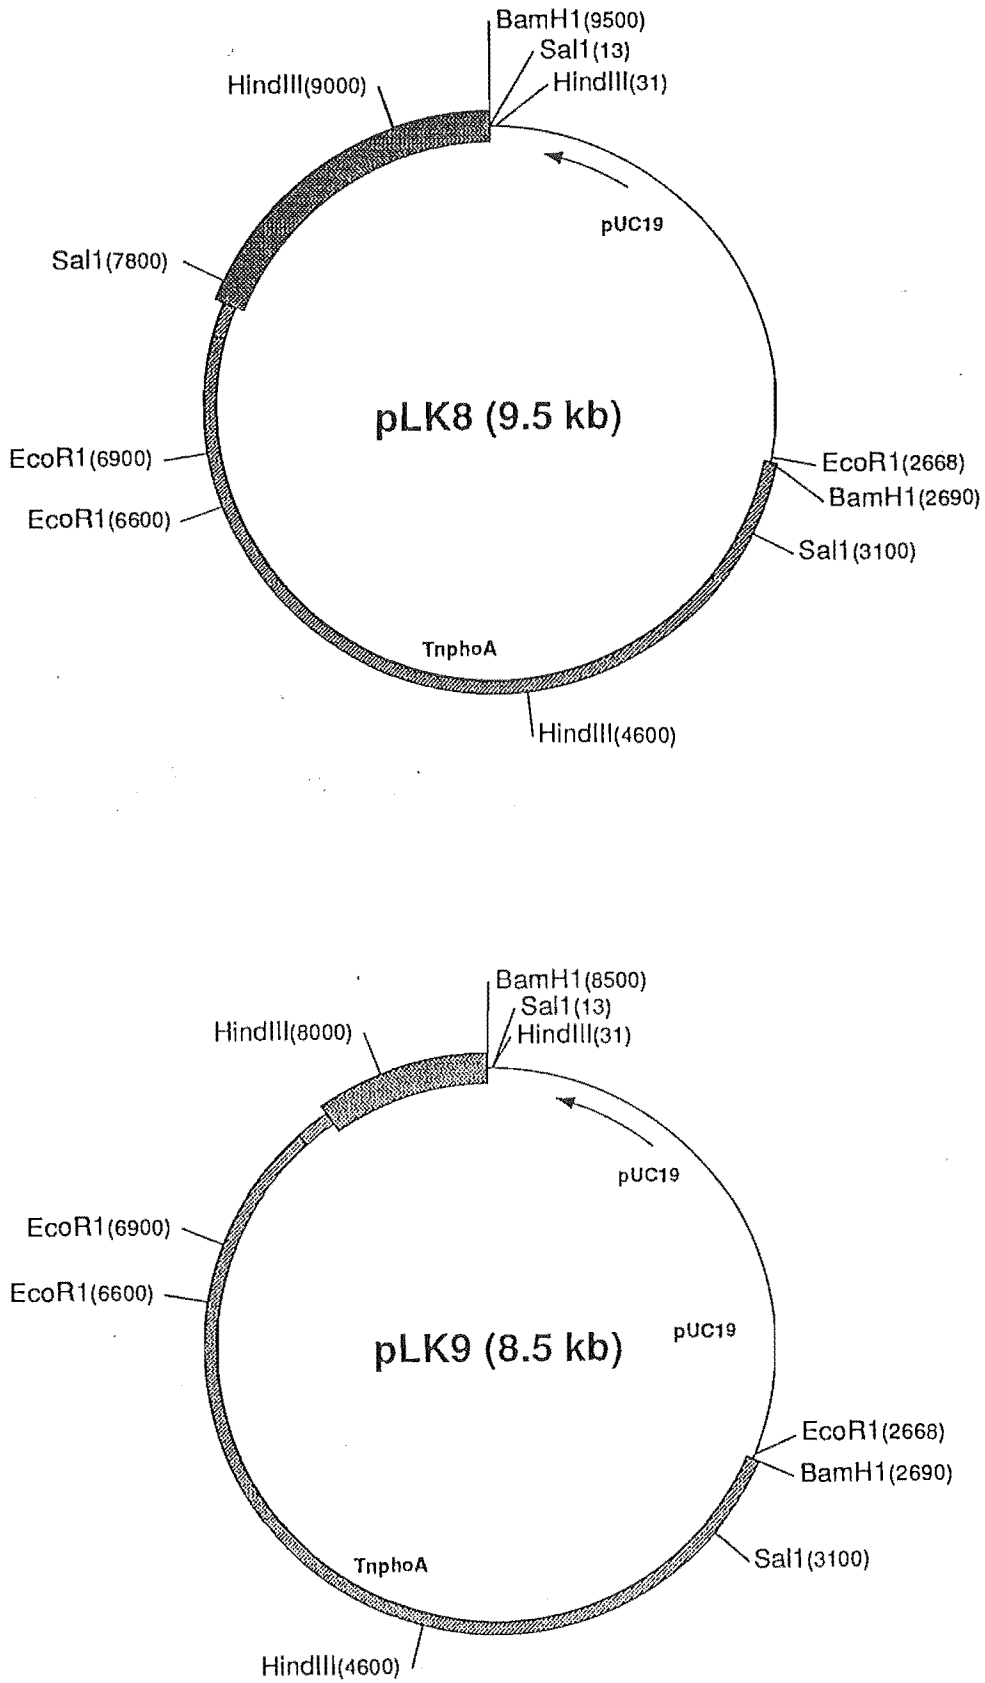 BamH1(9500)
Sal1(13)
HindIII(9000)
HindIII(31)
pUC19
Sal1(7800)
pLK8 (9.5 kb)
EcoR1(6900)
EcoR1(2668)
BamH1(2690)
EcoR1(6600)
Sal1(3100)
TnphoA
HindIII(4600)
BamH1(8500)
Sal1(13)
HindIII(8000)
HindIII(31)
pUC19
EcoR1(6900)
EcoR1(6600)
pUC19
pLK9 (8.5 kb)
EcoR1(2668)
BamH1(2690)
Sal1(3100)
TnphoA
HindIII(4600)